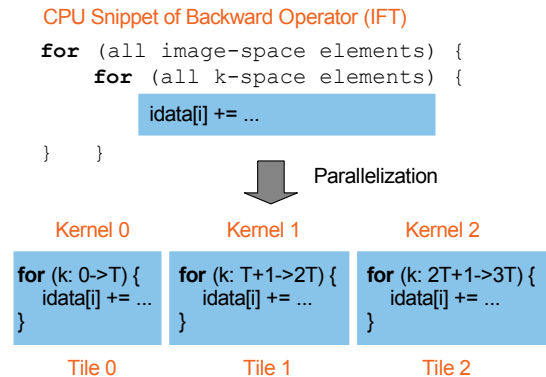 CPU Snippet of Backward Operator (IFT)
for (all image-space elements) {
for (all k-space elements) {
idata[i] += ...
} }
Parallelization
Kernel 0 Kernel 1 Kernel 2
for (k: 0->T) { for (k: T+1->2T) { for (k: 2T+1->3T) {
idata[i] += ... idata[i] += ... idata[i] += ...
} } }
Tile 0 Tile 1 Tile 2